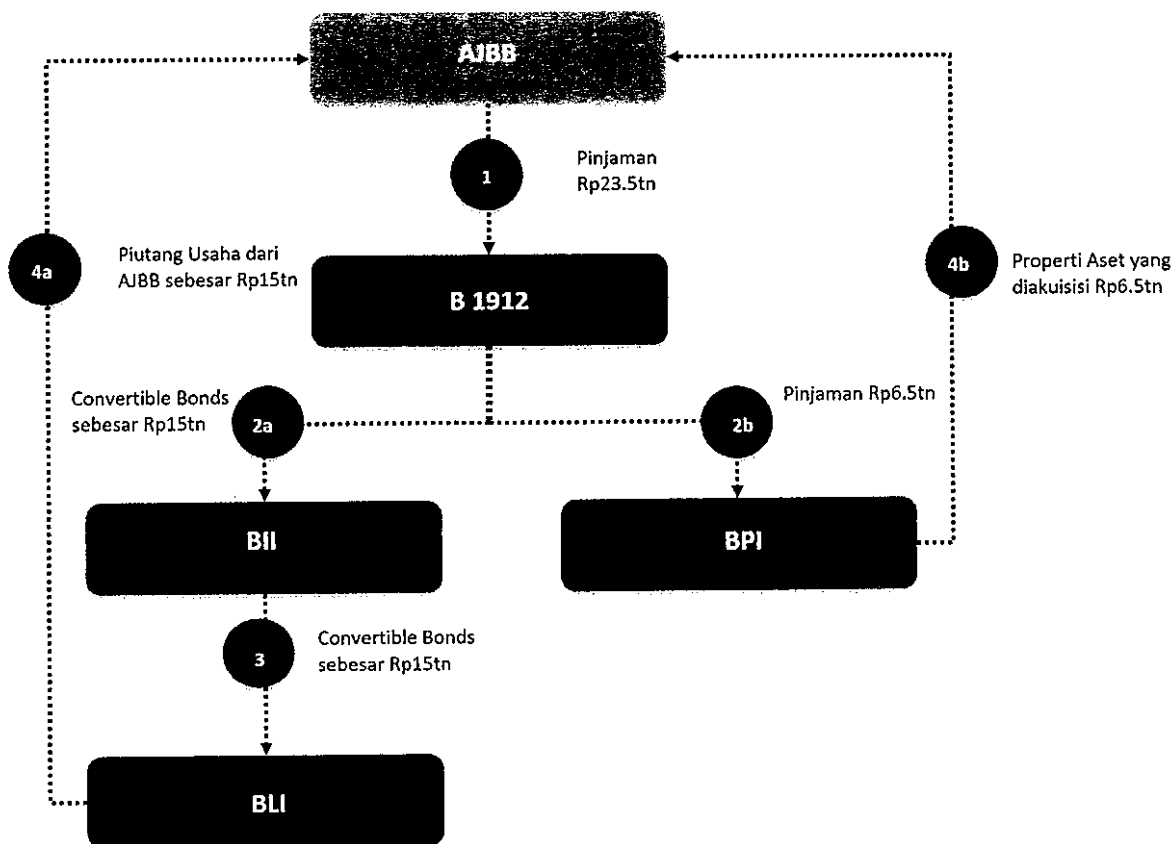 AJBB
1
Pinjaman
Rp23.5tn
4a
Piutang Usaha dari
AJBB sebesar Rp15tn
4b
Properti Aset yang
diakuisisi Rp6.5tn
B 1912
Convertible Bonds
sebesar Rp15tn
2a
2b
Pinjaman Rp6.5tn
BII
BPI
3
Convertible Bonds
sebesar Rp15tn
BLI